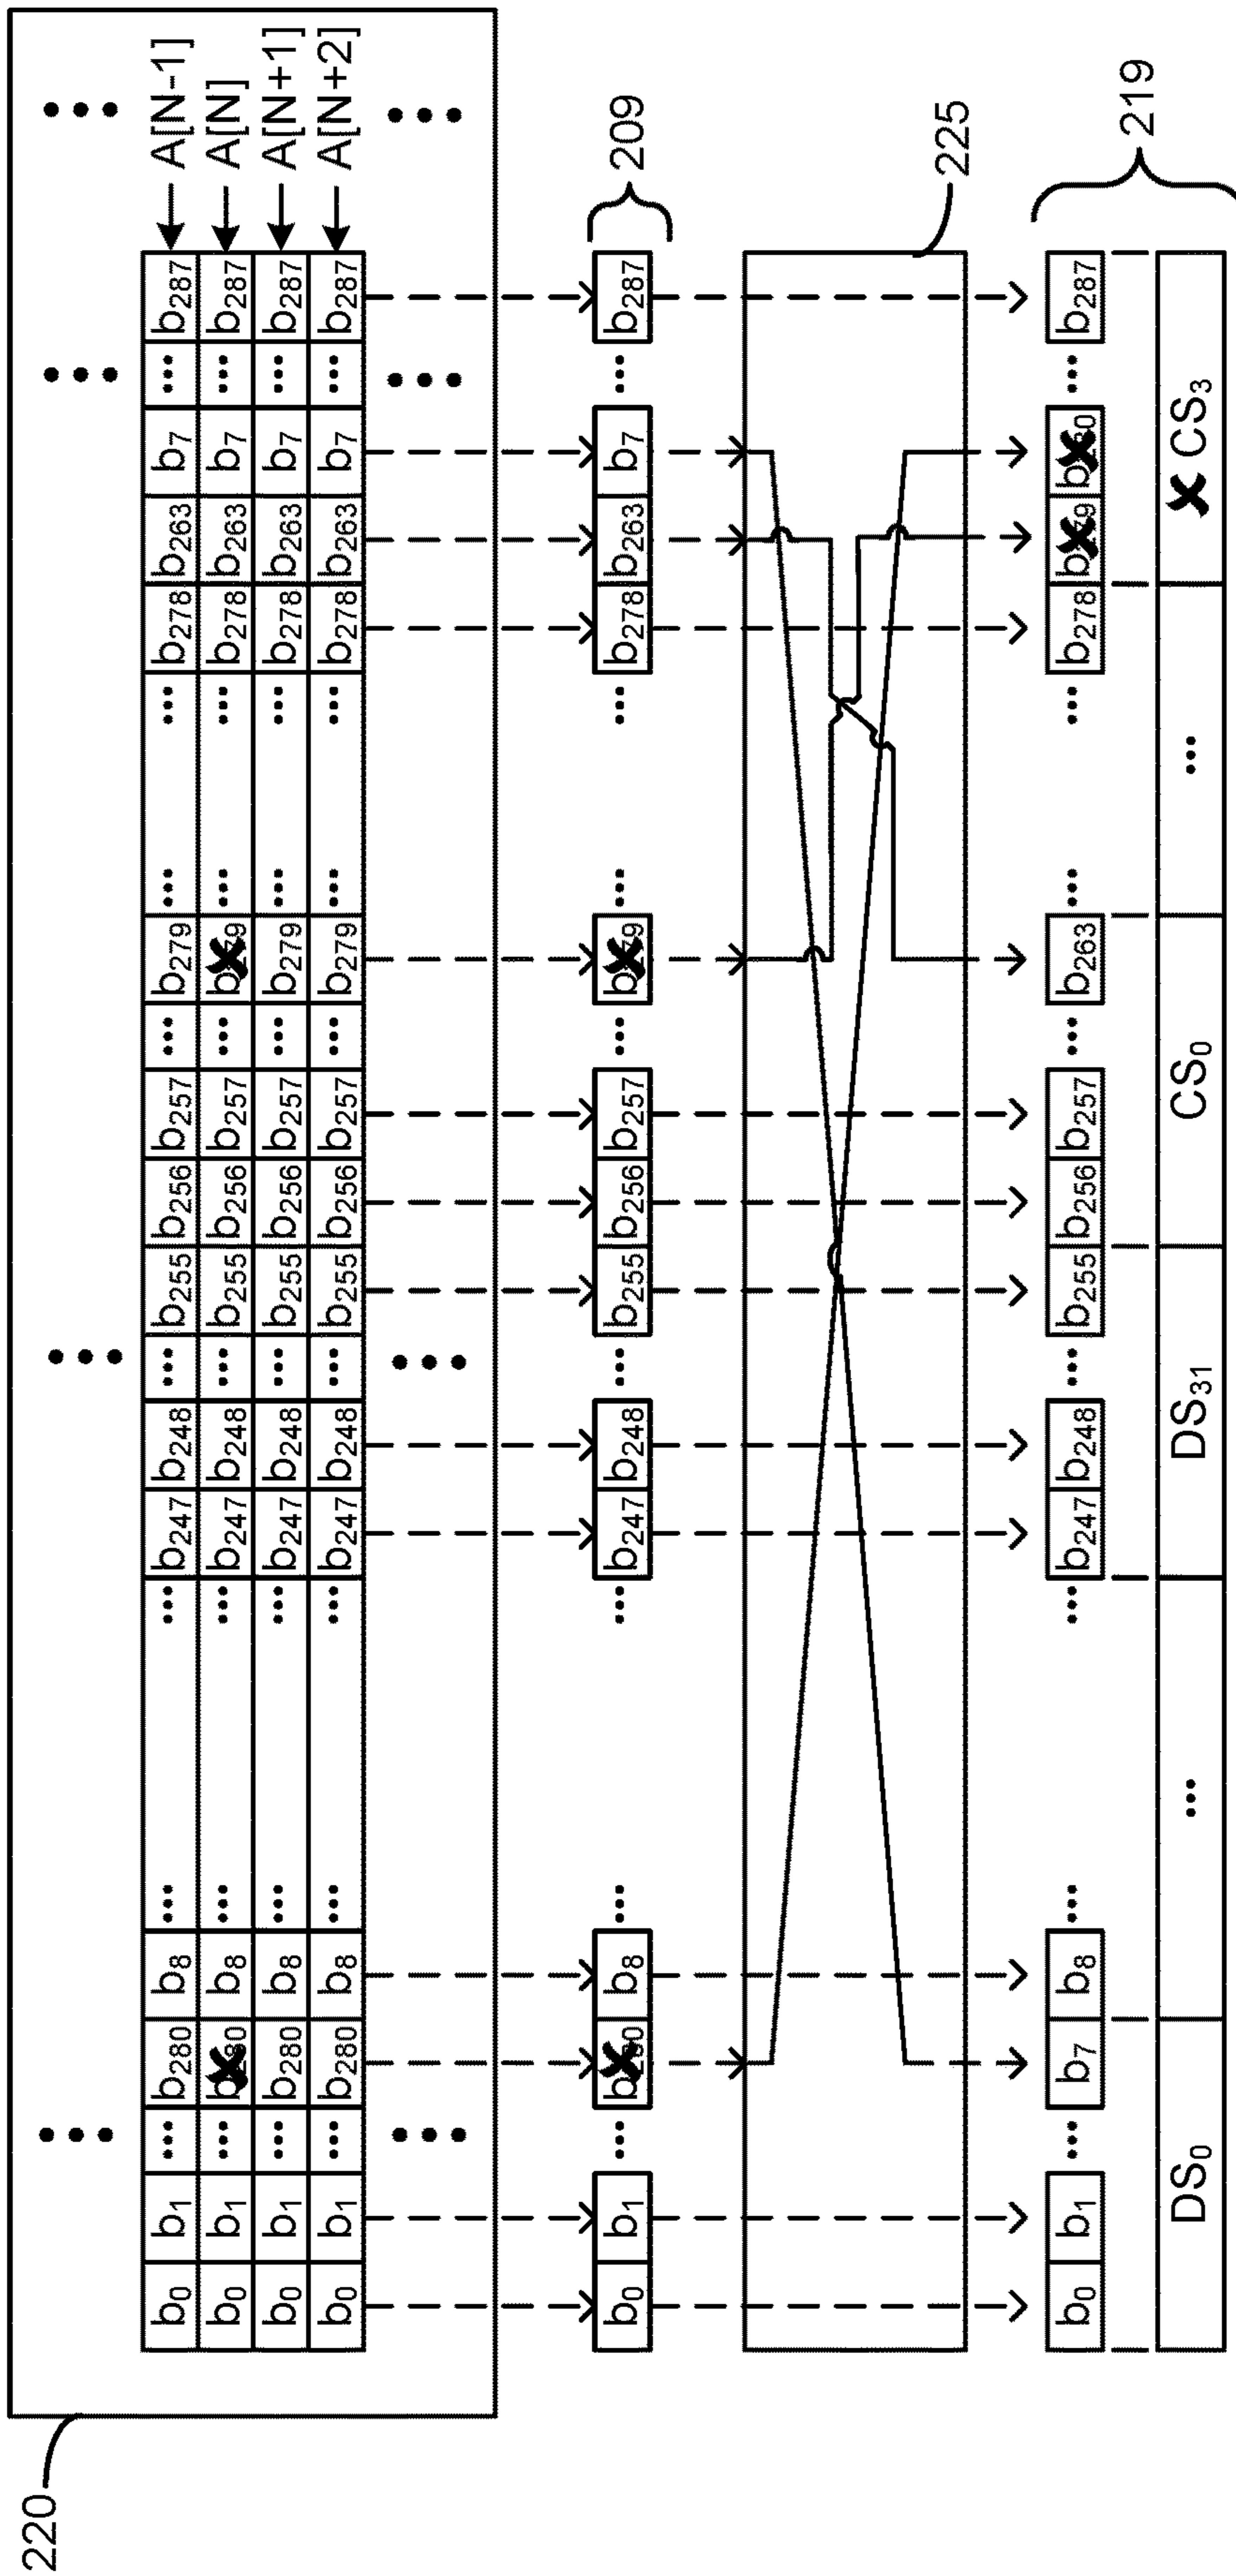 220
b0 b1 ... b280 b8 ... ... b247 b248 ... b255 b256 b257 ... b279 ... ... b278 b263 b7 ... b287 A[N-1]
b0 b1 ... b8 ... ... b247 b248 ... b255 b256 b257 ... ... ... b278 b263 b7 ... b287 A[N]
b0 b1 ... b280 b8 ... ... b247 b248 ... b255 b256 b257 ... b279 ... ... b278 b263 b7 ... b287 A[N+1]
b0 b1 ... b280 b8 ... ... b247 b248 ... b255 b256 b257 ... b279 ... ... b278 b263 b7 ... b287 A[N+2]
b0 b1 ... b8 ... ... b247 b248 ... b255 b256 b257 ... ... ... b278 b263 b7 ... b287 209
225
b0 b1 ... b7 b8 ... ... b247 b248 ... b255 b256 b257 ... b263 ... ... b278 ... b287 219
DS0 ... DS31 CS0 ... CS3